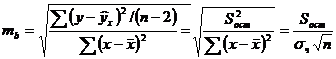 m_b = √(∑(y − ŷ_x)² / (n − 2) / ∑(x − x̄)²) = √(S²_ост / ∑(x − x̄)²) = S_ост / (σ_x √n)